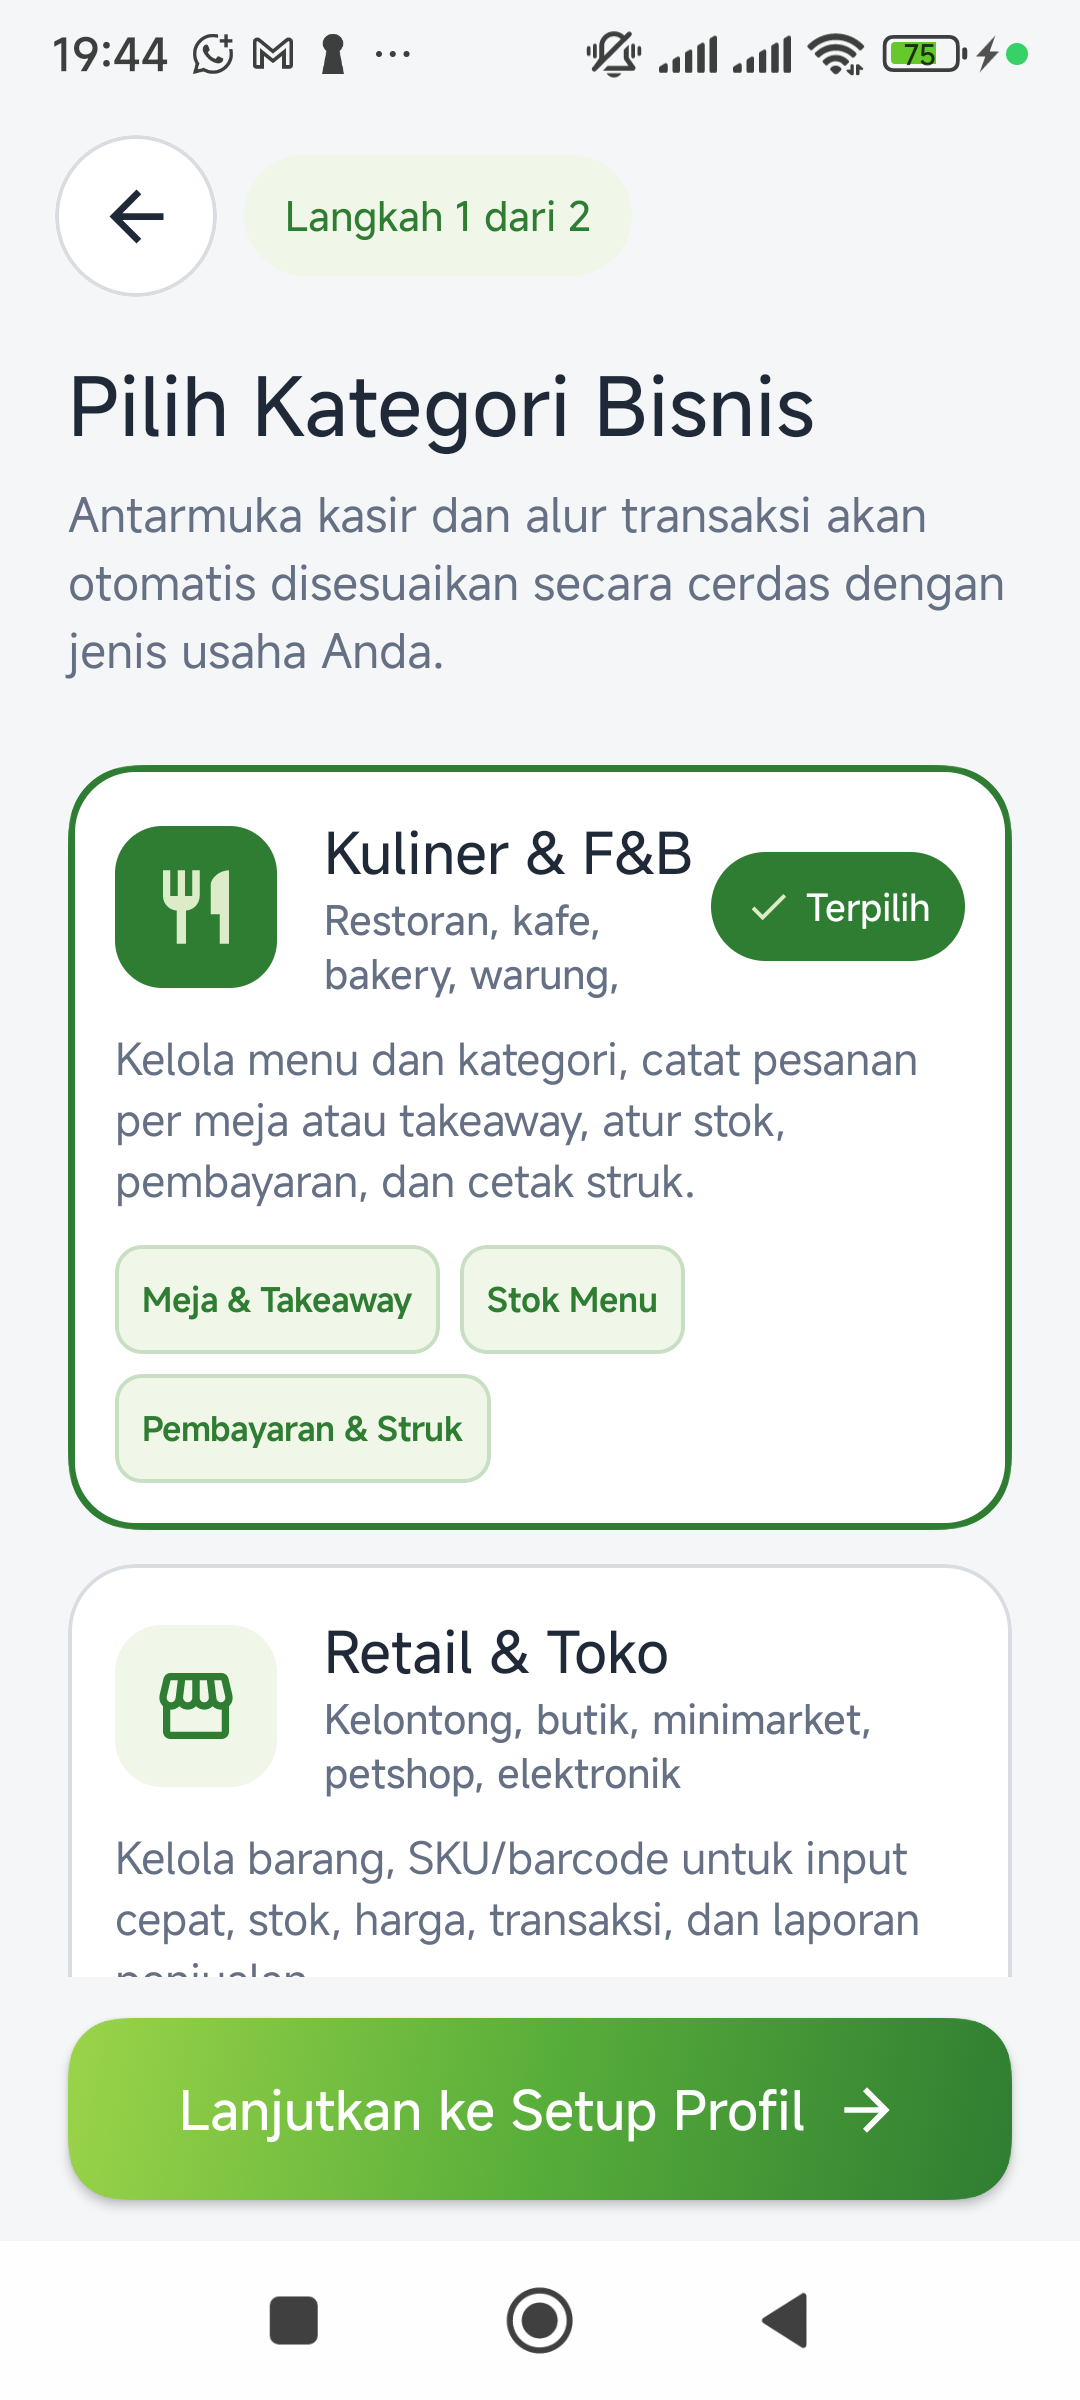 19:44
75
Langkah 1 dari 2
Pilih Kategori Bisnis
Antarmuka kasir dan alur transaksi akan
otomatis disesuaikan secara cerdas dengan
jenis usaha Anda.
Kuliner & F&B
Terpilih
Restoran, kafe,
bakery, warung,
Kelola menu dan kategori, catat pesanan
per meja atau takeaway, atur stok,
pembayaran, dan cetak struk.
Meja & Takeaway
Stok Menu
Pembayaran & Struk
Retail & Toko
Kelontong, butik, minimarket,
petshop, elektronik
Kelola barang, SKU/barcode untuk input
cepat, stok, harga, transaksi, dan laporan
penjualan
Lanjutkan ke Setup Profil